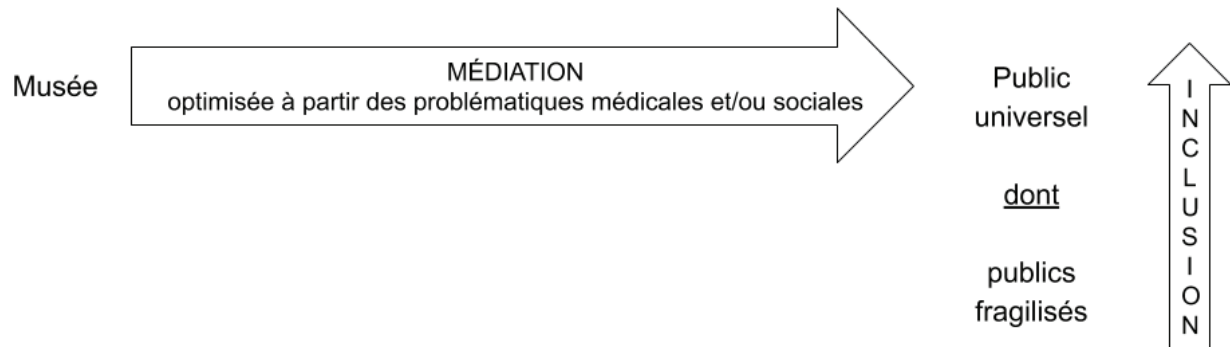 Musée
MÉDIATION
optimisée à partir des problématiques médicales et/ou sociales
Public
universel
dont
publics
fragilisés
INCLUSION